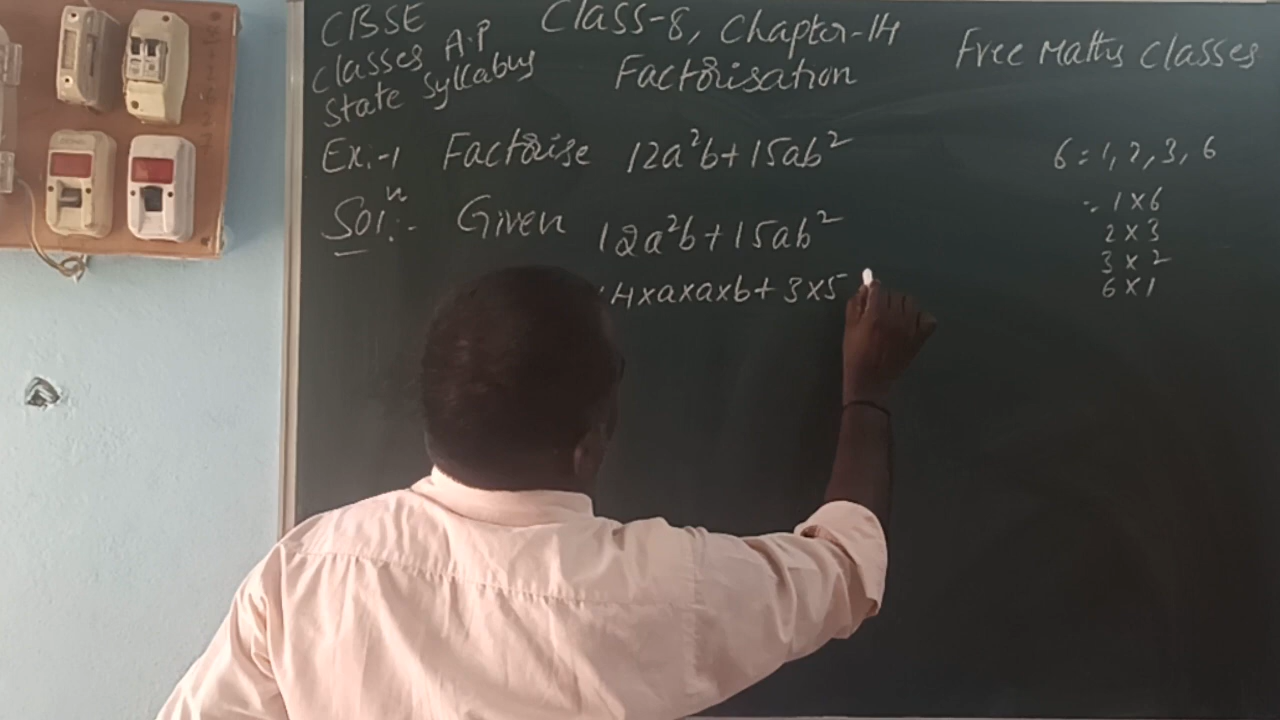 CBSE
classes A.P
State Syllabus
Class-8, Chapter-14
Factorisation
Free Maths Classes
Ex:-1 Factorise 12a²b+15ab²
Solⁿ:- Given 12a²b+15ab²
4×a×a×b+3×5
6=1,2,3,6
= 1×6
2×3
3×2
6×1